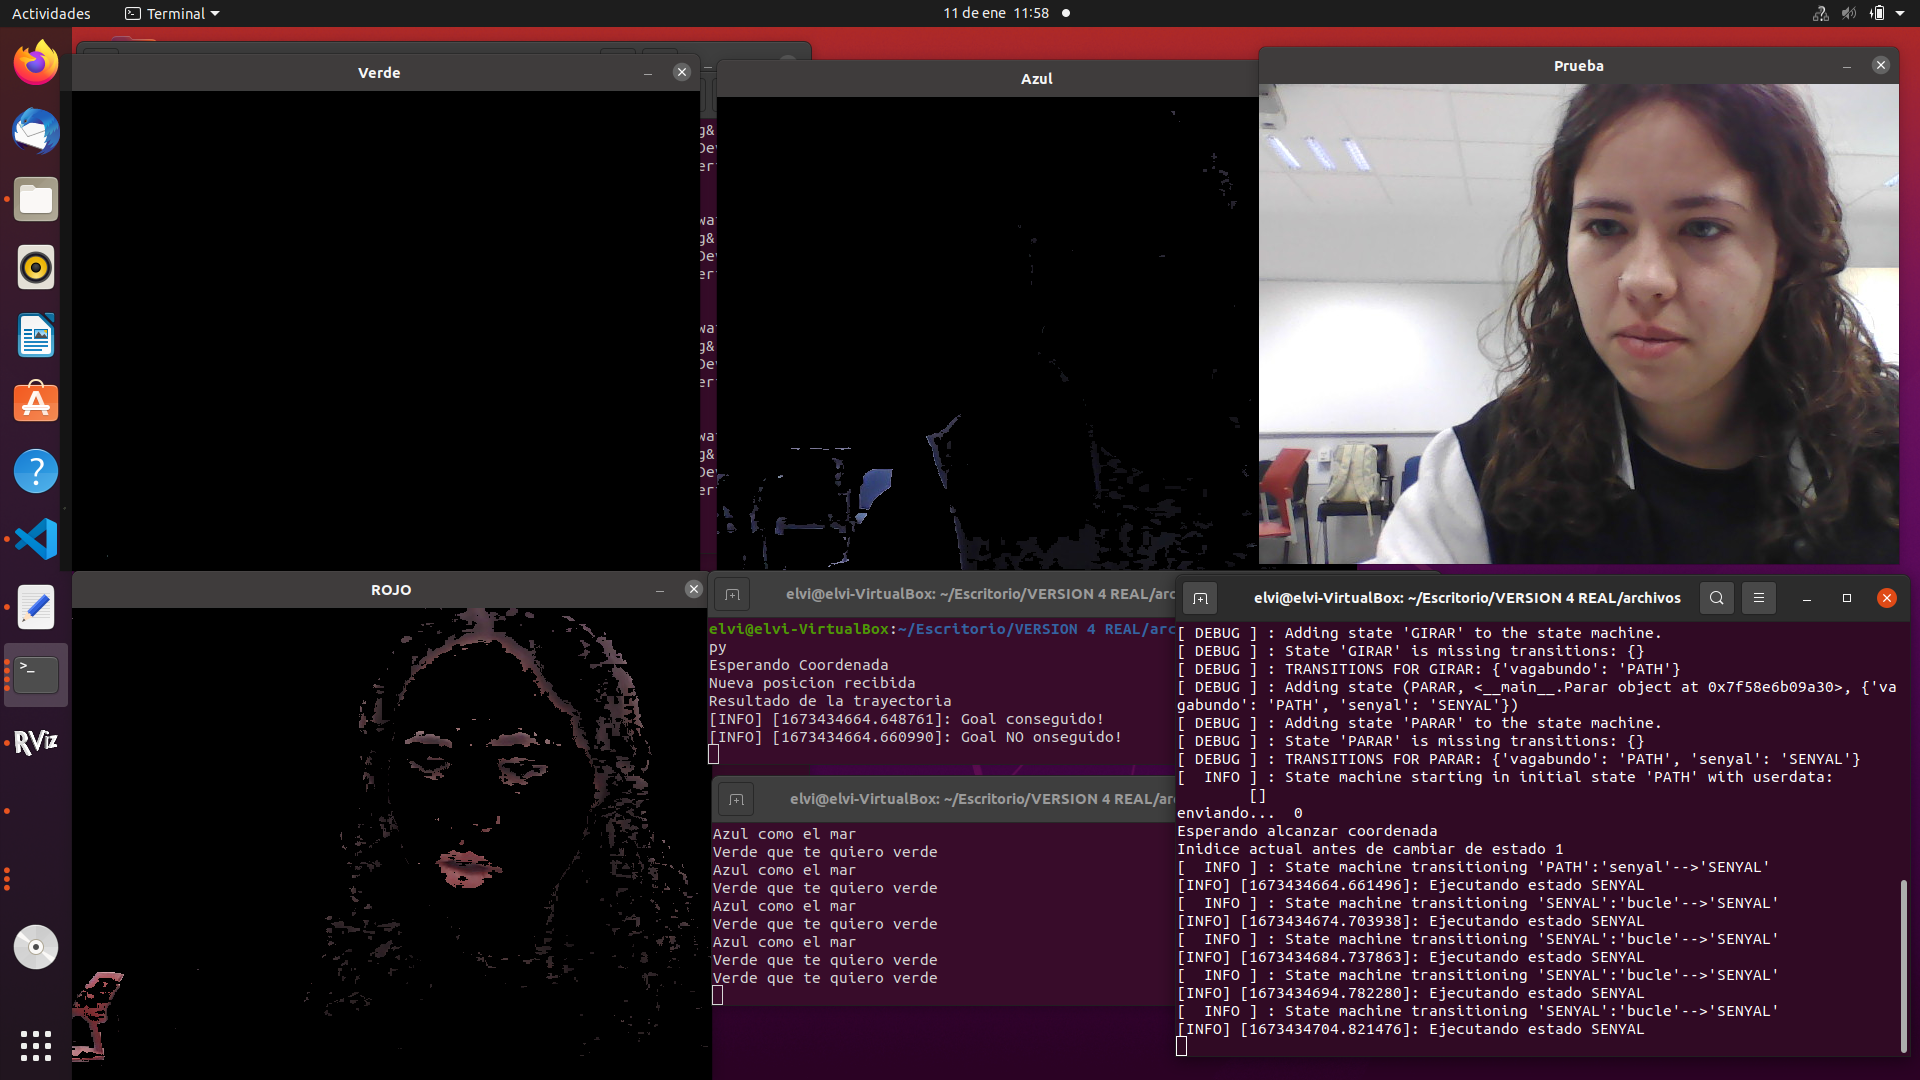 Actividades
Terminal
11 de ene 11:58
Verde
Azul
Prueba
g&
De
er
wa
g&
De
er
wa
g&
De
er
wa
g&
De
er
ROJO
RViz
elvi@elvi-VirtualBox: ~/Escritorio/VERSION 4 REAL/arc
elvi@elvi-VirtualBox:~/Escritorio/VERSION 4 REAL/arc
py
Esperando Coordenada
Nueva posicion recibida
Resultado de la trayectoria
[INFO] [1673434664.648761]: Goal conseguido!
[INFO] [1673434664.660990]: Goal NO onseguido!
elvi@elvi-VirtualBox: ~/Escritorio/VERSION 4 REAL/ar
Azul como el mar
Verde que te quiero verde
Azul como el mar
Verde que te quiero verde
Azul como el mar
Verde que te quiero verde
Azul como el mar
Verde que te quiero verde
Verde que te quiero verde
elvi@elvi-VirtualBox: ~/Escritorio/VERSION 4 REAL/archivos
[ DEBUG ] : Adding state 'GIRAR' to the state machine.
[ DEBUG ] : State 'GIRAR' is missing transitions: {}
[ DEBUG ] : TRANSITIONS FOR GIRAR: {'vagabundo': 'PATH'}
[ DEBUG ] : Adding state (PARAR, <__main__.Parar object at 0x7f58e6b09a30>, {'va
gabundo': 'PATH', 'senyal': 'SENYAL'})
[ DEBUG ] : Adding state 'PARAR' to the state machine.
[ DEBUG ] : State 'PARAR' is missing transitions: {}
[ DEBUG ] : TRANSITIONS FOR PARAR: {'vagabundo': 'PATH', 'senyal': 'SENYAL'}
[  INFO ] : State machine starting in initial state 'PATH' with userdata:
[]
enviando...  0
Esperando alcanzar coordenada
Inidice actual antes de cambiar de estado 1
[  INFO ] : State machine transitioning 'PATH':'senyal'-->'SENYAL'
[INFO] [1673434664.661496]: Ejecutando estado SENYAL
[  INFO ] : State machine transitioning 'SENYAL':'bucle'-->'SENYAL'
[INFO] [1673434674.703938]: Ejecutando estado SENYAL
[  INFO ] : State machine transitioning 'SENYAL':'bucle'-->'SENYAL'
[INFO] [1673434684.737863]: Ejecutando estado SENYAL
[  INFO ] : State machine transitioning 'SENYAL':'bucle'-->'SENYAL'
[INFO] [1673434694.782280]: Ejecutando estado SENYAL
[  INFO ] : State machine transitioning 'SENYAL':'bucle'-->'SENYAL'
[INFO] [1673434704.821476]: Ejecutando estado SENYAL